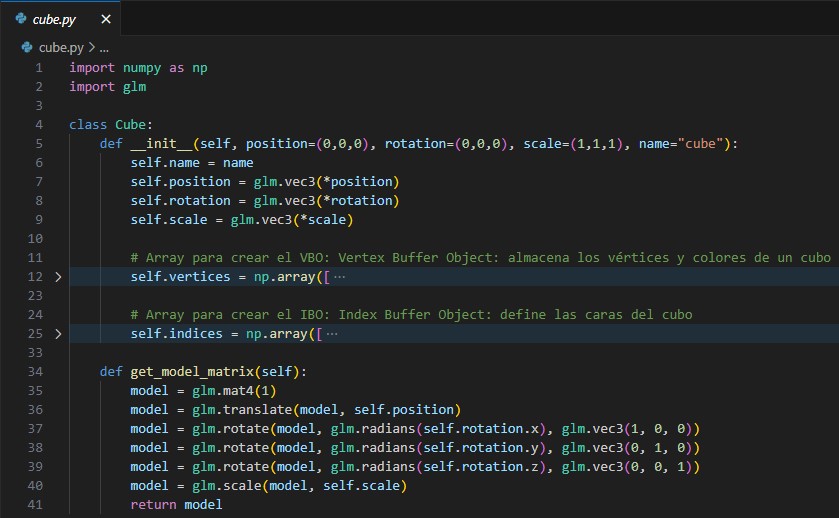 cube.py ×
cube.py > ...
1 import numpy as np
2 import glm
3
4 class Cube:
5     def __init__(self, position=(0,0,0), rotation=(0,0,0), scale=(1,1,1), name="cube"):
6         self.name = name
7         self.position = glm.vec3(*position)
8         self.rotation = glm.vec3(*rotation)
9         self.scale = glm.vec3(*scale)
10
11         # Array para crear el VBO: Vertex Buffer Object: almacena los vértices y colores de un cubo
12 >       self.vertices = np.array([ ···
23
24         # Array para crear el IBO: Index Buffer Object: define las caras del cubo
25 >       self.indices = np.array([ ···
33
34     def get_model_matrix(self):
35         model = glm.mat4(1)
36         model = glm.translate(model, self.position)
37         model = glm.rotate(model, glm.radians(self.rotation.x), glm.vec3(1, 0, 0))
38         model = glm.rotate(model, glm.radians(self.rotation.y), glm.vec3(0, 1, 0))
39         model = glm.rotate(model, glm.radians(self.rotation.z), glm.vec3(0, 0, 1))
40         model = glm.scale(model, self.scale)
41         return model